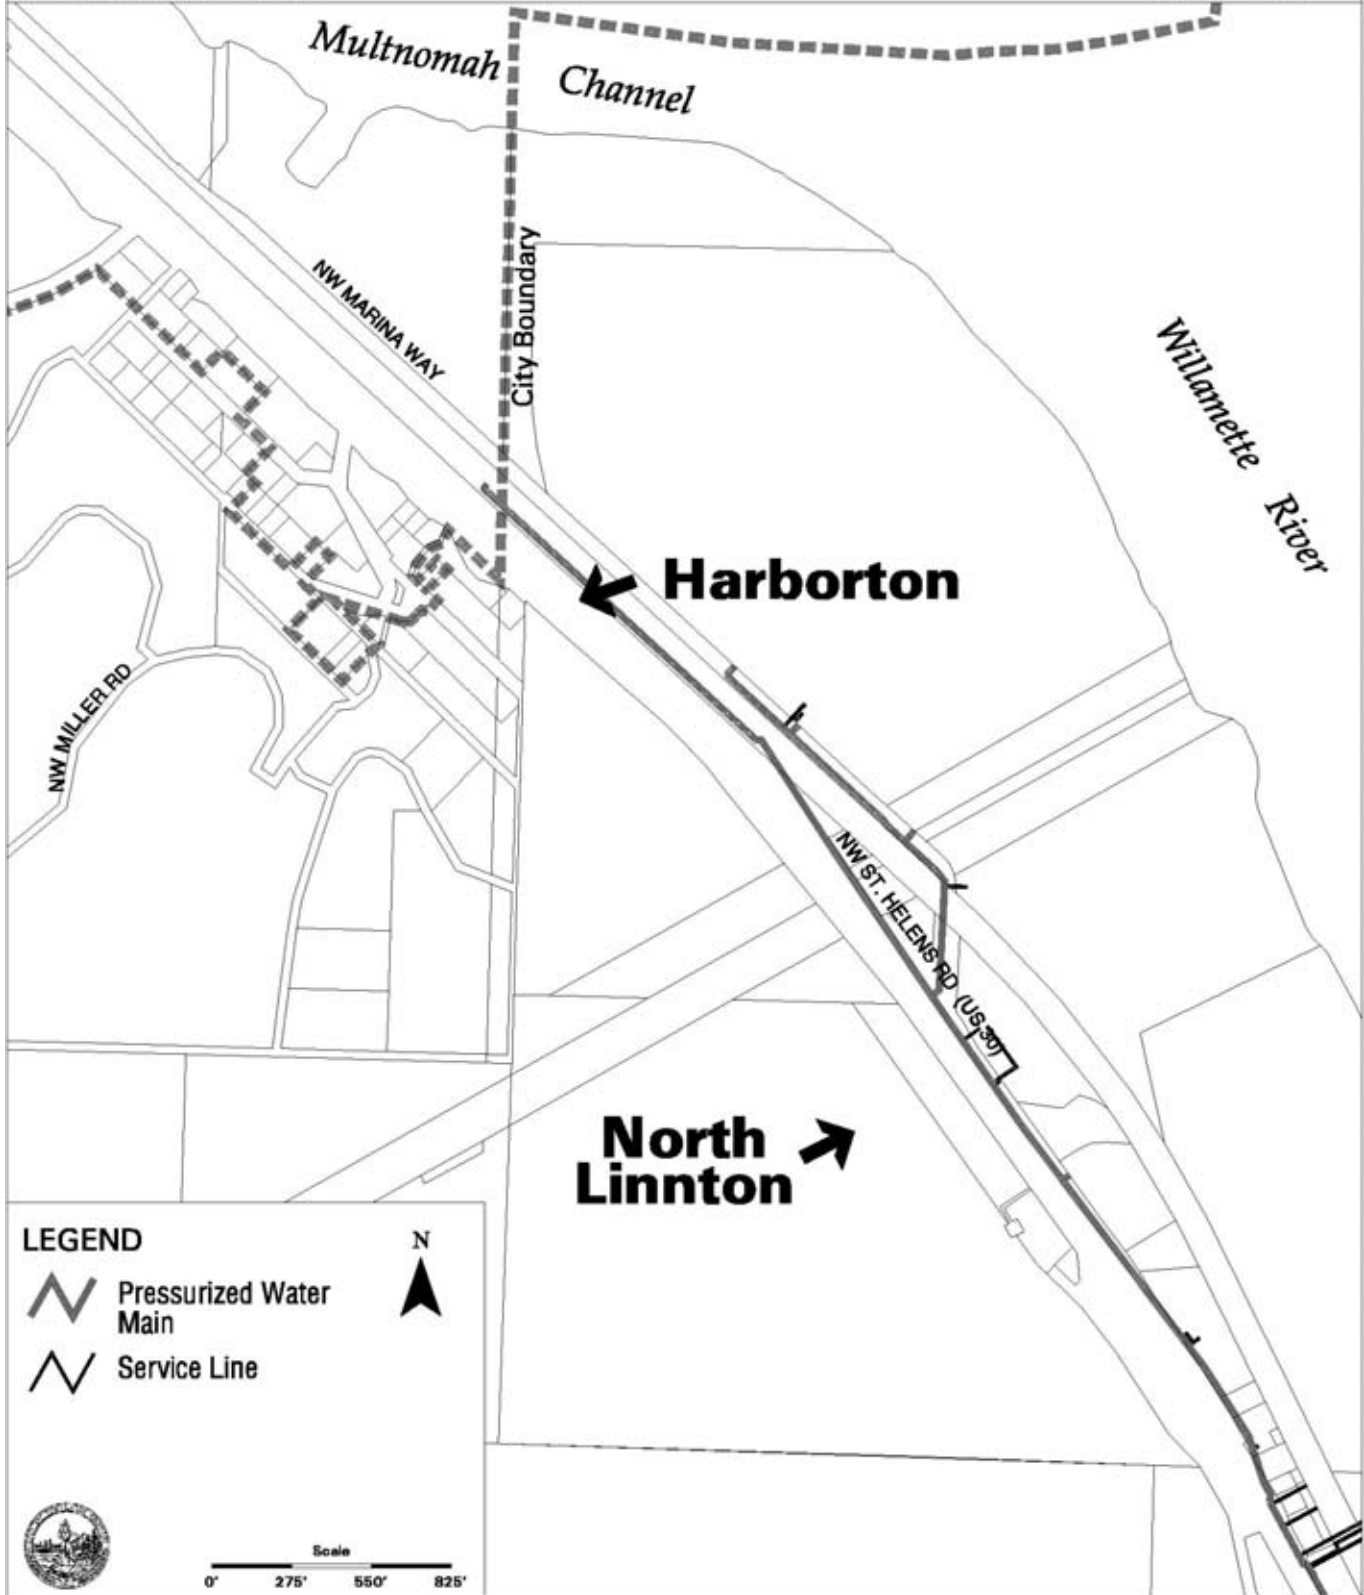 Multnomah
Channel
NW MARINA WAY
City Boundary
Willamette
River
Harborton
NW MILLER RD
NW ST. HELENS RD (US 30)
North
Linnton
LEGEND
N
Pressurized Water
Main
Service Line
Scale
0' 275' 550' 825'